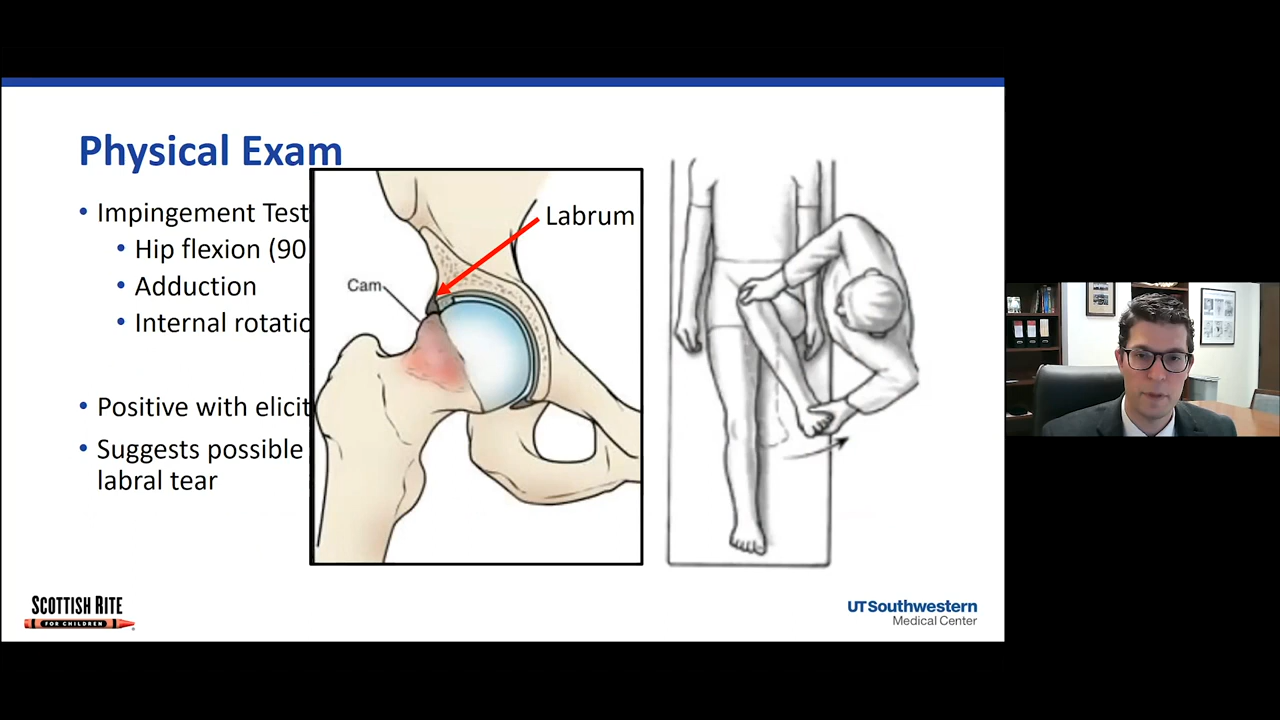 Physical Exam
• Impingement Test
• Hip flexion (90
• Adduction
• Internal rotatio
• Positive with elicit
• Suggests possible
labral tear
Labrum
Cam
SCOTTISH RITE
FOR CHILDREN
UTSouthwestern
Medical Center